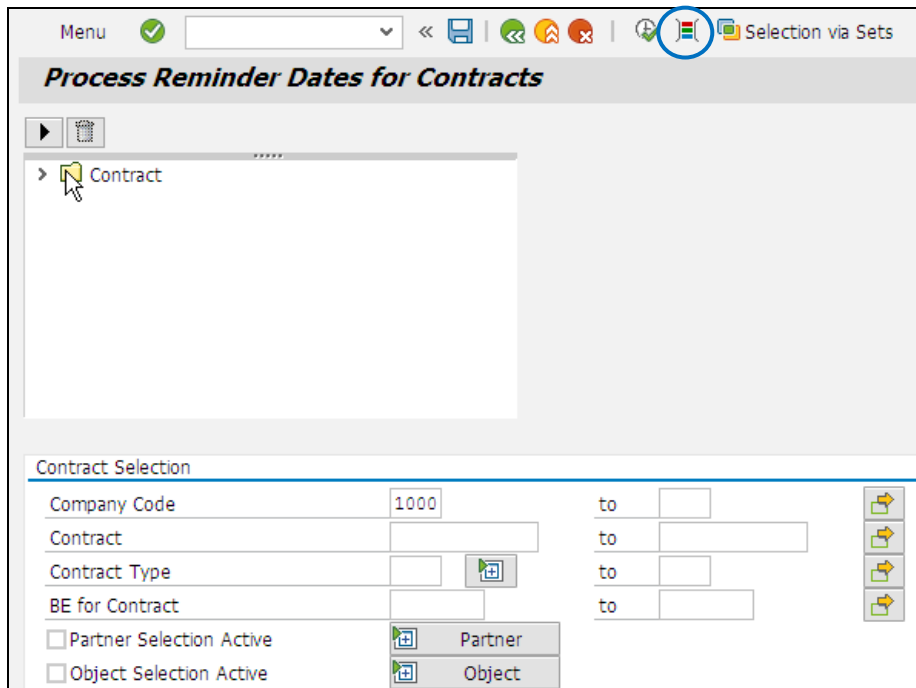 Menu Selection via Sets
Process Reminder Dates for Contracts
Contract
Contract Selection
Company Code 1000 to
Contract to
Contract Type to
BE for Contract to
Partner Selection Active Partner
Object Selection Active Object